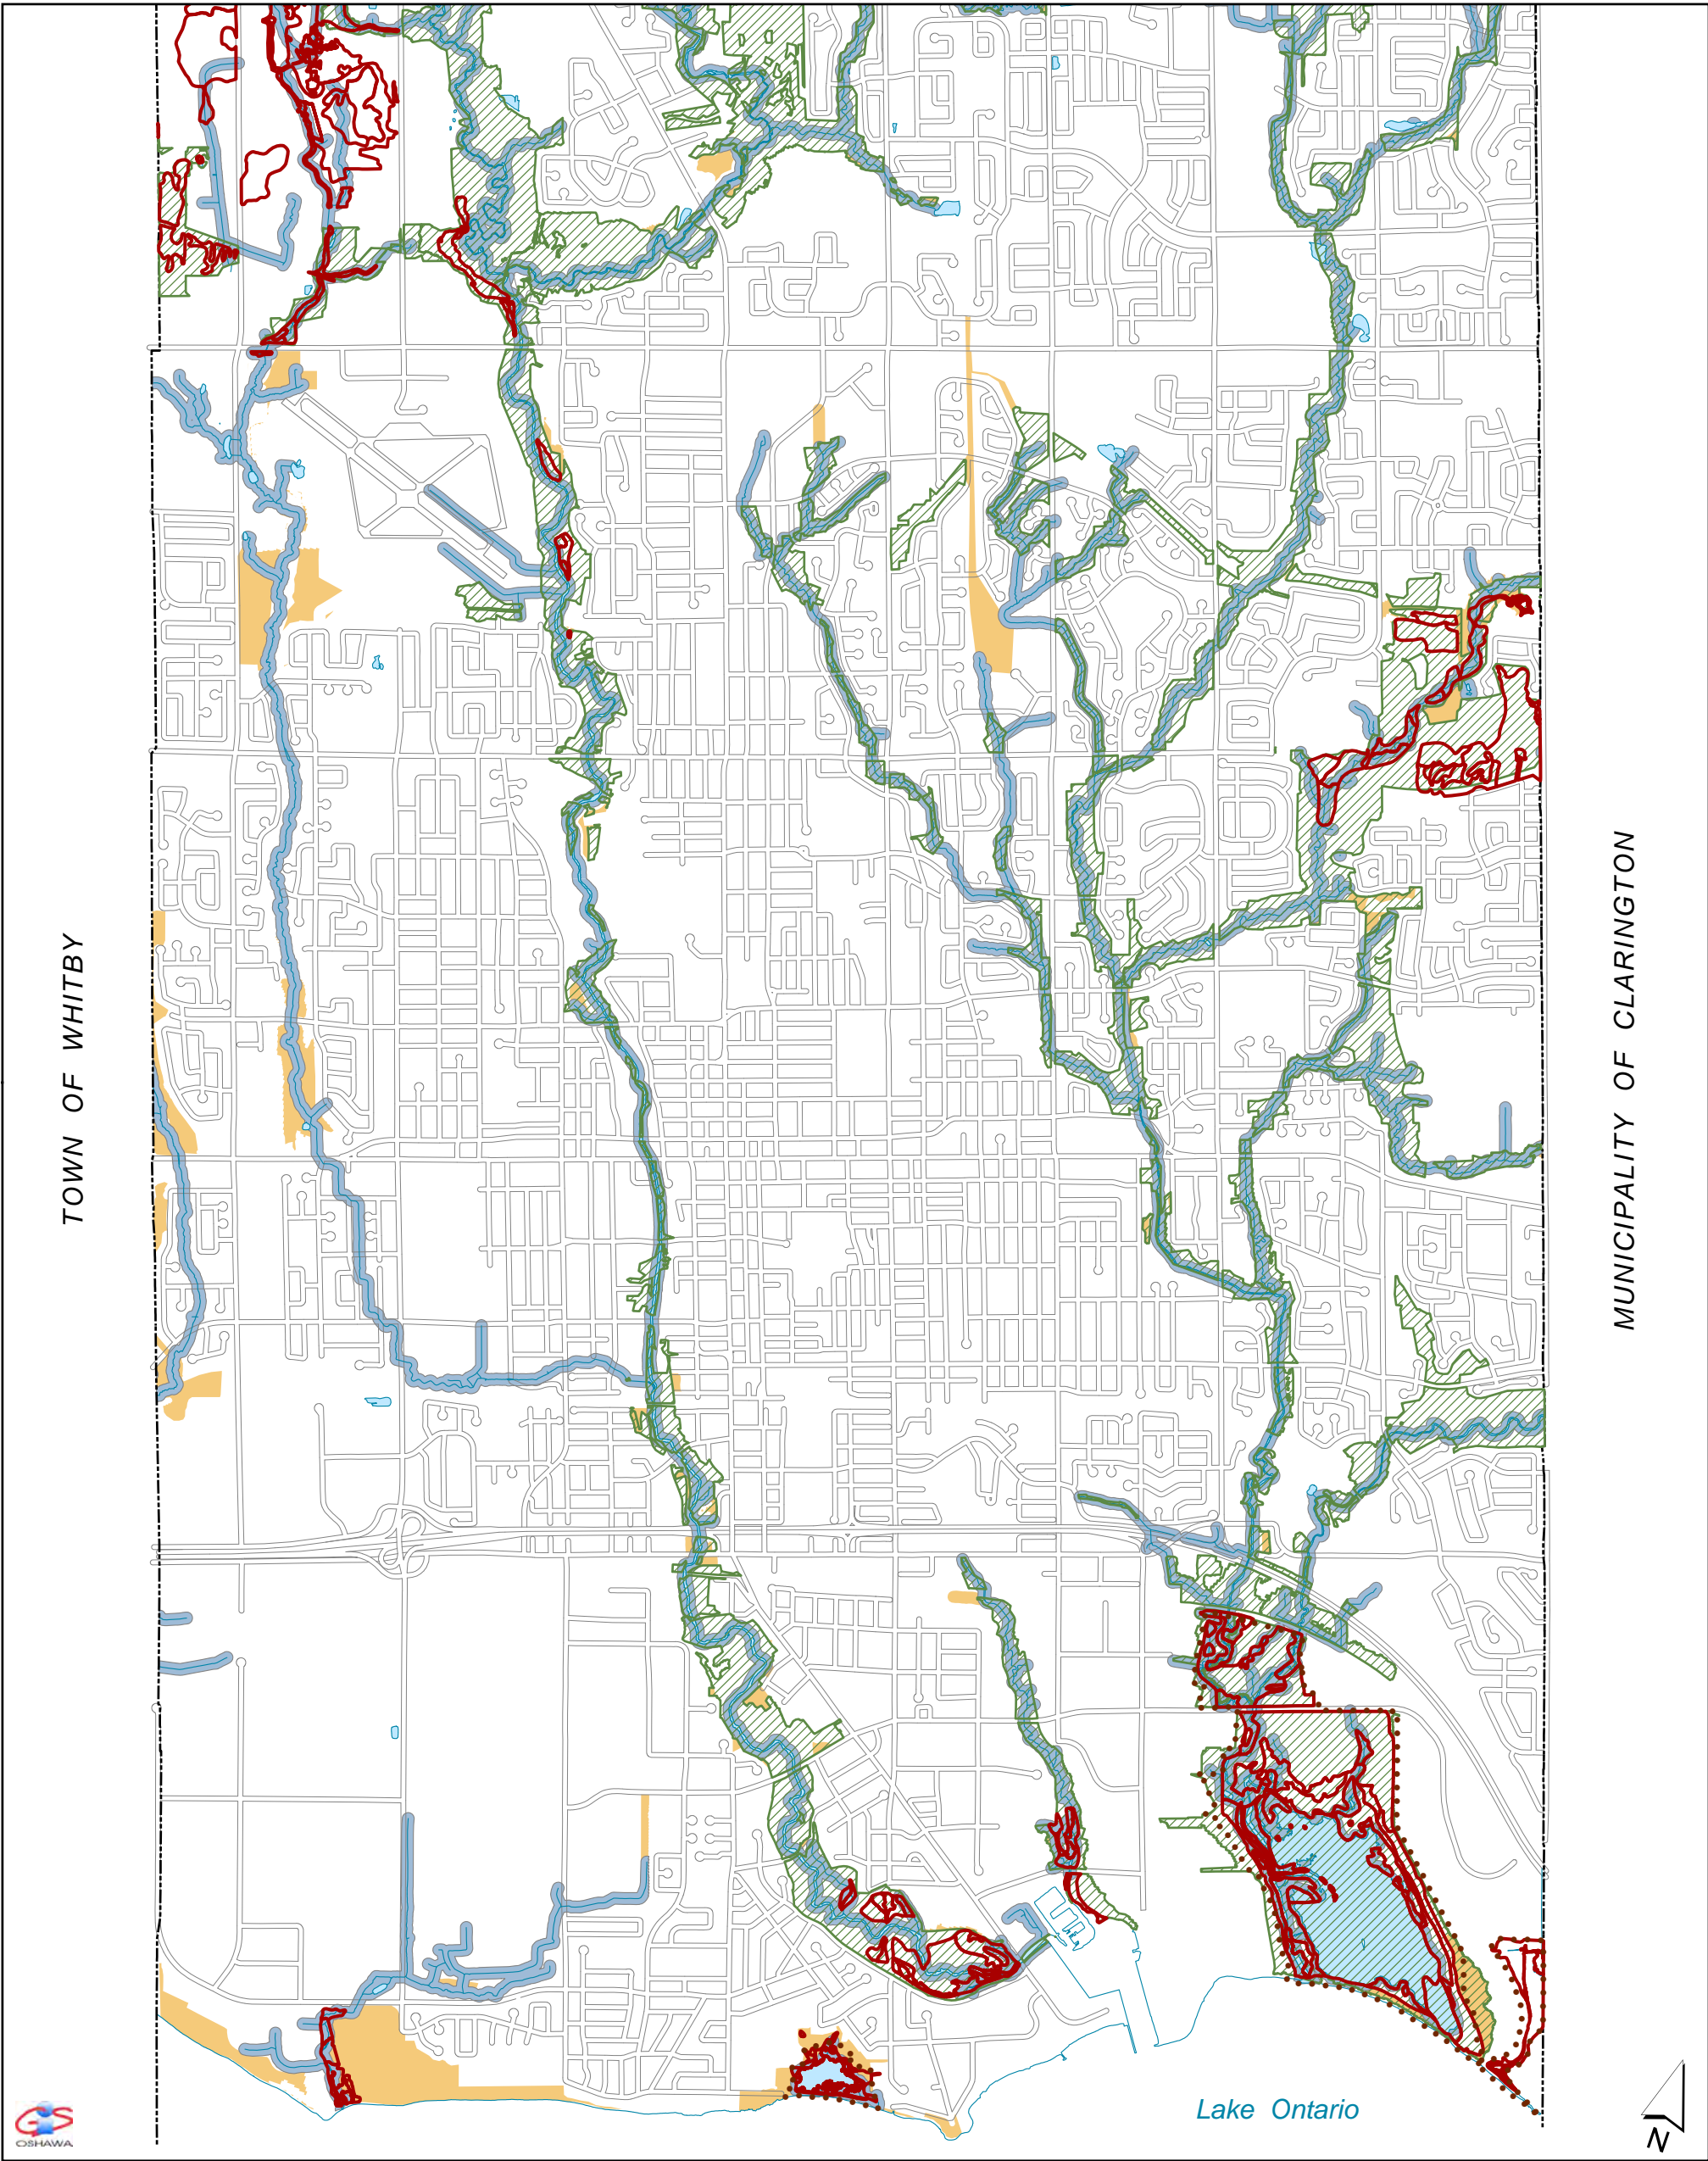 TOWN OF WHITBY
MUNICIPALITY OF CLARINGTON
Lake Ontario
GIS
OSHAWA
N